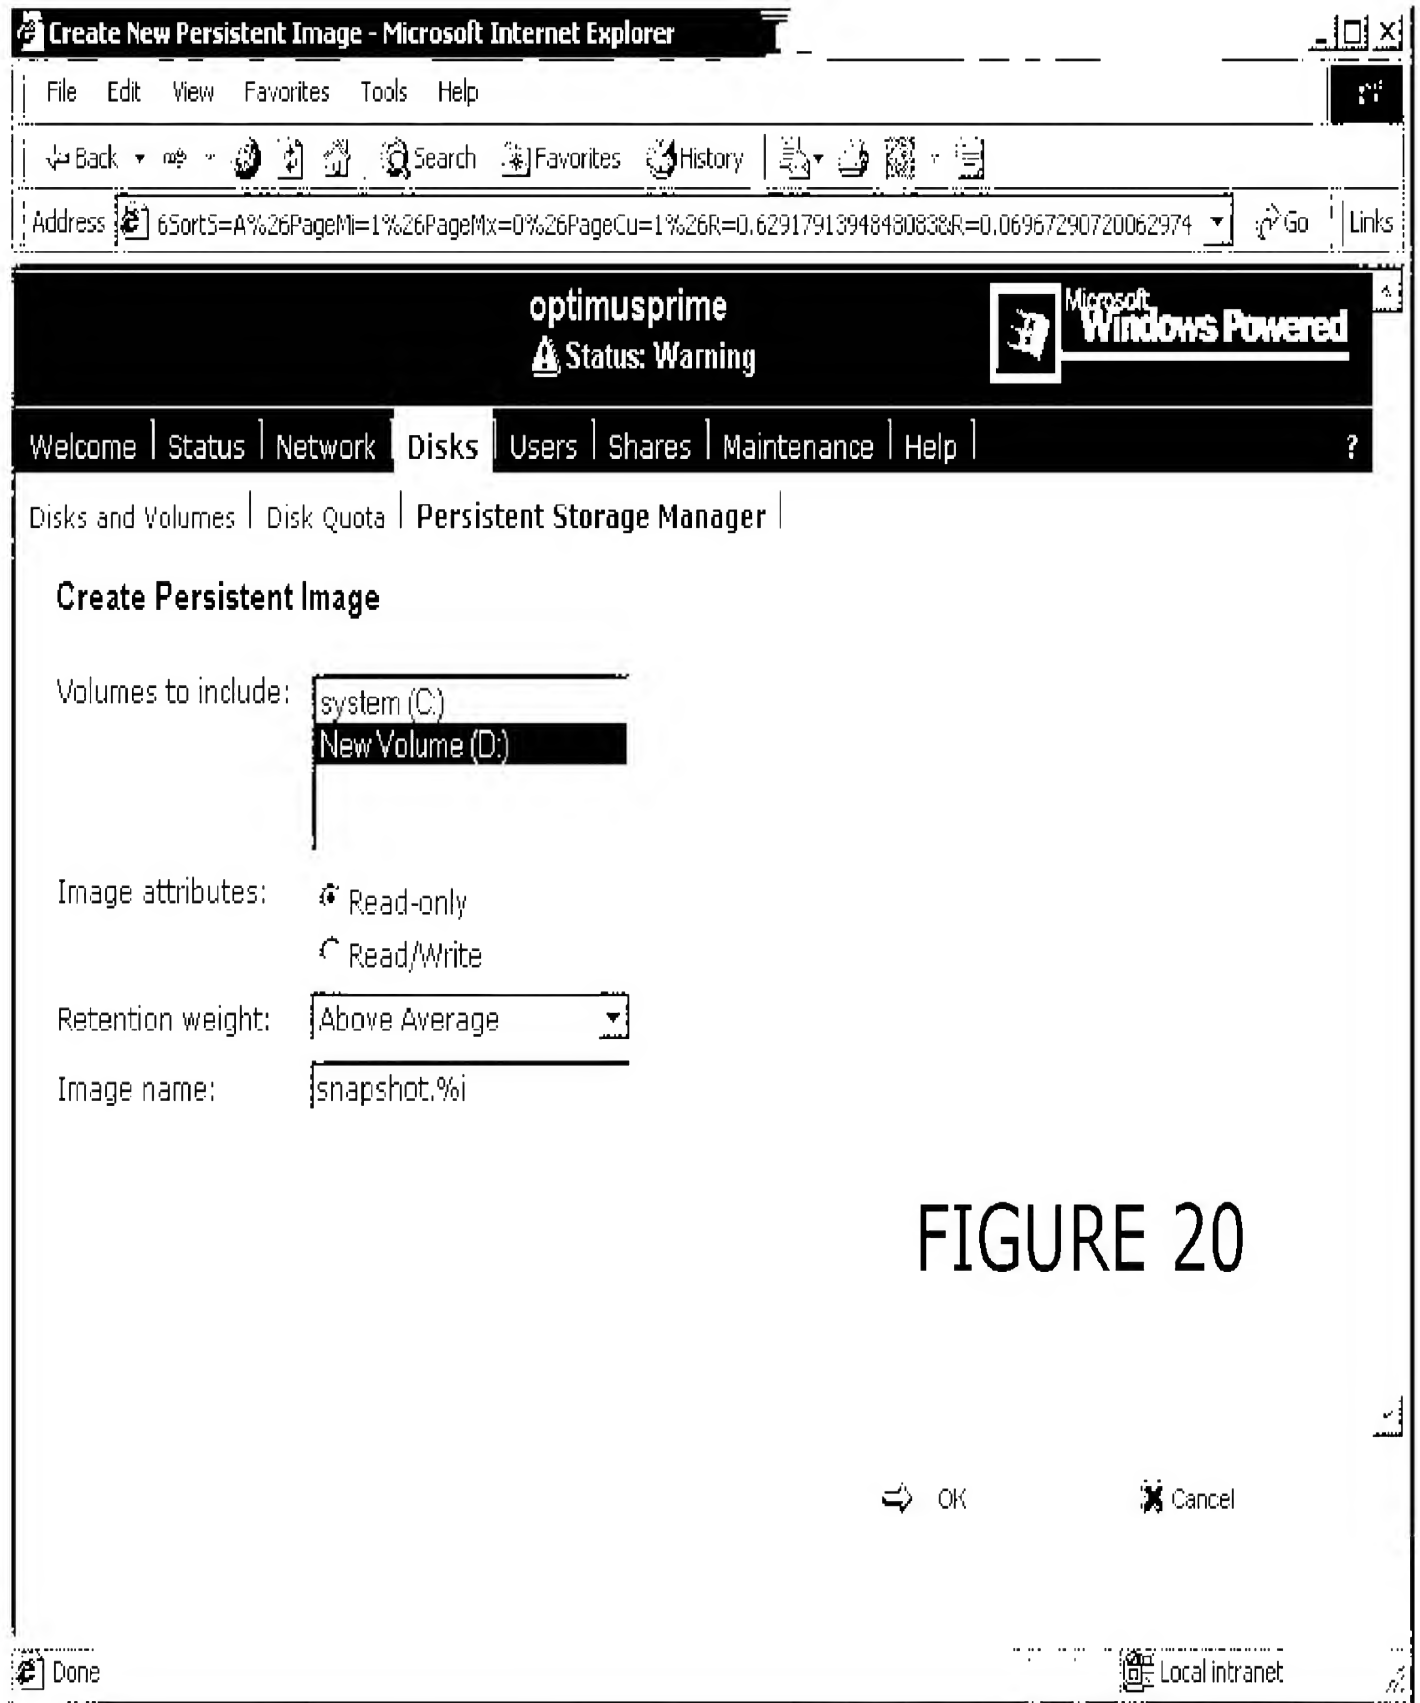 Create New Persistent Image - Microsoft Internet Explorer
File Edit View Favorites Tools Help
Back Search Favorites History
Address 6SortS=A%26PageMi=1%26PageMx=0%26PageCu=1%26R=0.6291791394848083&R=0.06967290720062974 Go Links
optimusprime
Status: Warning
Microsoft
Windows Powered
Welcome | Status | Network | Disks | Users | Shares | Maintenance | Help | ?
Disks and Volumes | Disk Quota | Persistent Storage Manager |
Create Persistent Image
Volumes to include:
system (C:)
New Volume (D:)
Image attributes: Read-only
Read/Write
Retention weight: Above Average
Image name: snapshot.%i
FIGURE 20
OK Cancel
Done Local intranet